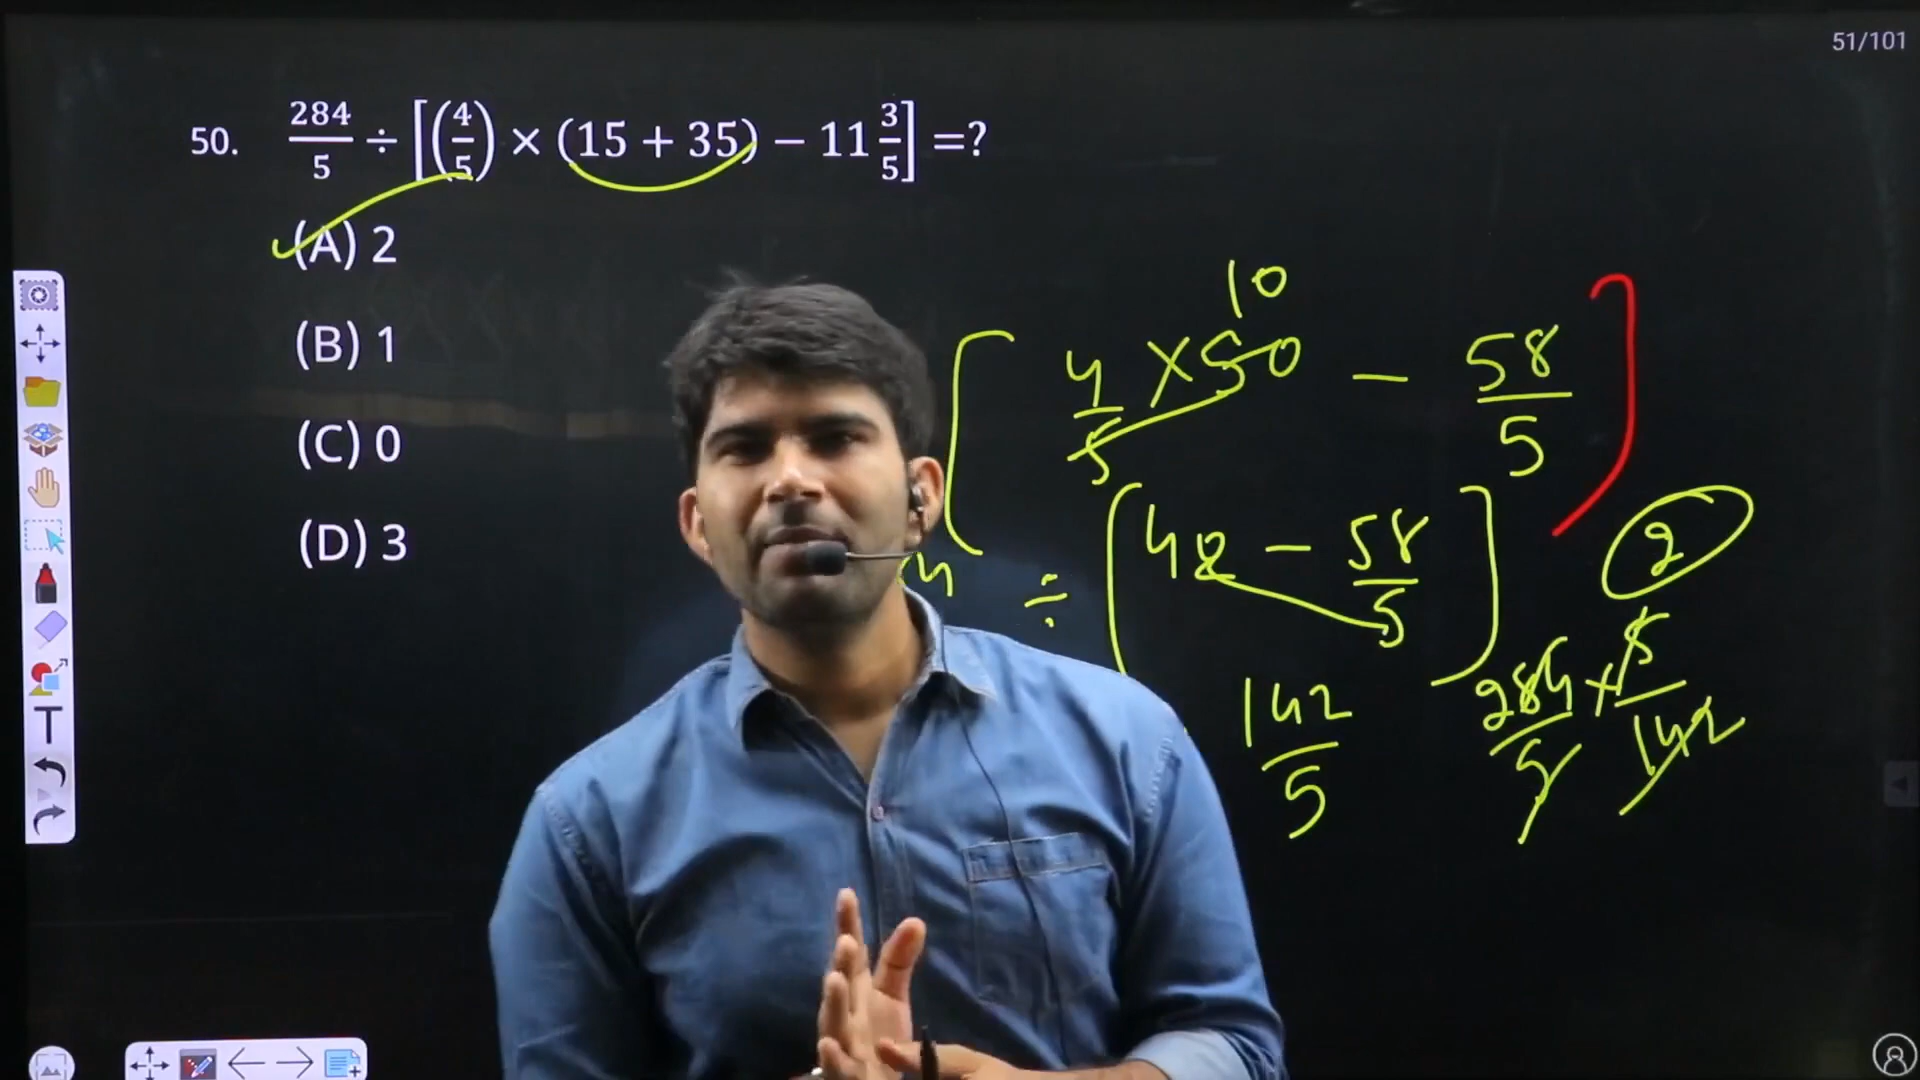 51/101
50. 284/5 ÷ [(4/5) × (15 + 35) − 11 3/5] =?
(A) 2
(B) 1
(C) 0
(D) 3
10
[4/5 × 50 − 58/5]
÷ [40 − 58/5]
2
142/5
284/5 × 5/142
T